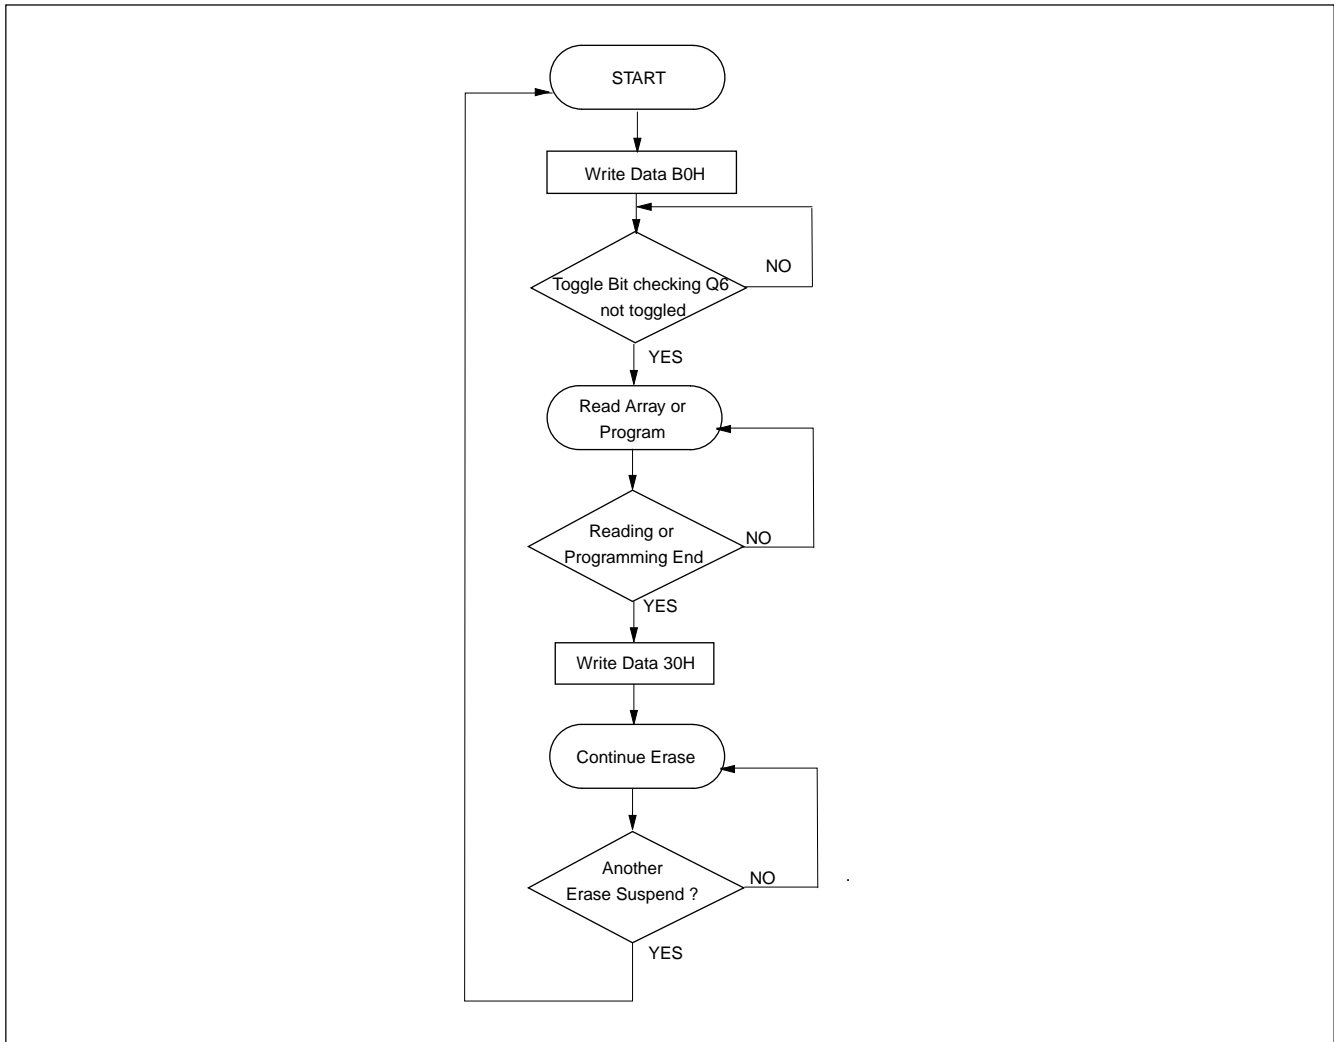 START
Write Data B0H
NO
Toggle Bit checking Q6
not toggled
YES
Read Array or
Program
Reading or
NO
Programming End
YES
Write Data 30H
Continue Erase
Another
NO
Erase Suspend ?
.
YES